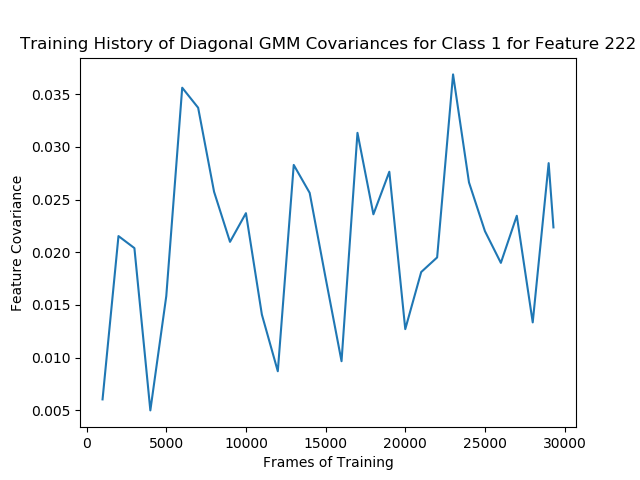 Training History of Diagonal GMM Covariances for Class 1 for Feature 222
0.035
0.030
0.025
0.020
0.015
0.010
0.005
Feature Covariance
0 5000 10000 15000 20000 25000 30000
Frames of Training